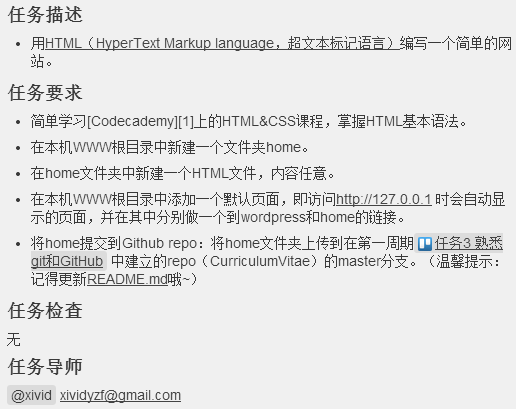 任务描述
用HTML（HyperText Markup language，超文本标记语言）编写一个简单的网
站。
任务要求
简单学习[Codecademy][1]上的HTML&CSS课程，掌握HTML基本语法。
在本机WWW根目录中新建一个文件夹home。
在home文件夹中新建一个HTML文件，内容任意。
在本机WWW根目录中添加一个默认页面，即访问http://127.0.0.1 时会自动显
示的页面，并在其中分别做一个到wordpress和home的链接。
将home提交到Github repo：将home文件夹上传到在第一周期 任务3 熟悉
git和GitHub 中建立的repo（CurriculumVitae）的master分支。（温馨提示：
记得更新README.md哦~）
任务检查
无
任务导师
@xivid xividyzf@gmail.com